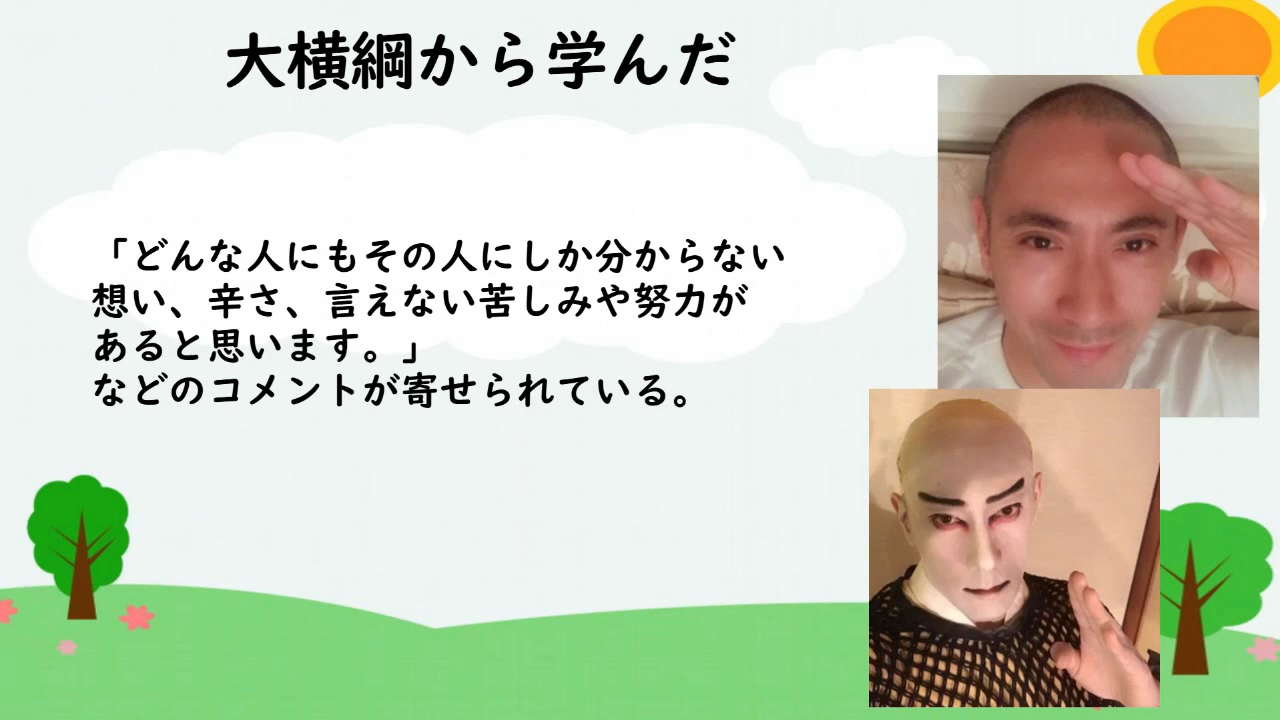 大横綱から学んだ
「どんな人にもその人にしか分からない
想い、辛さ、言えない苦しみや努力が
あると思います。」
などのコメントが寄せられている。